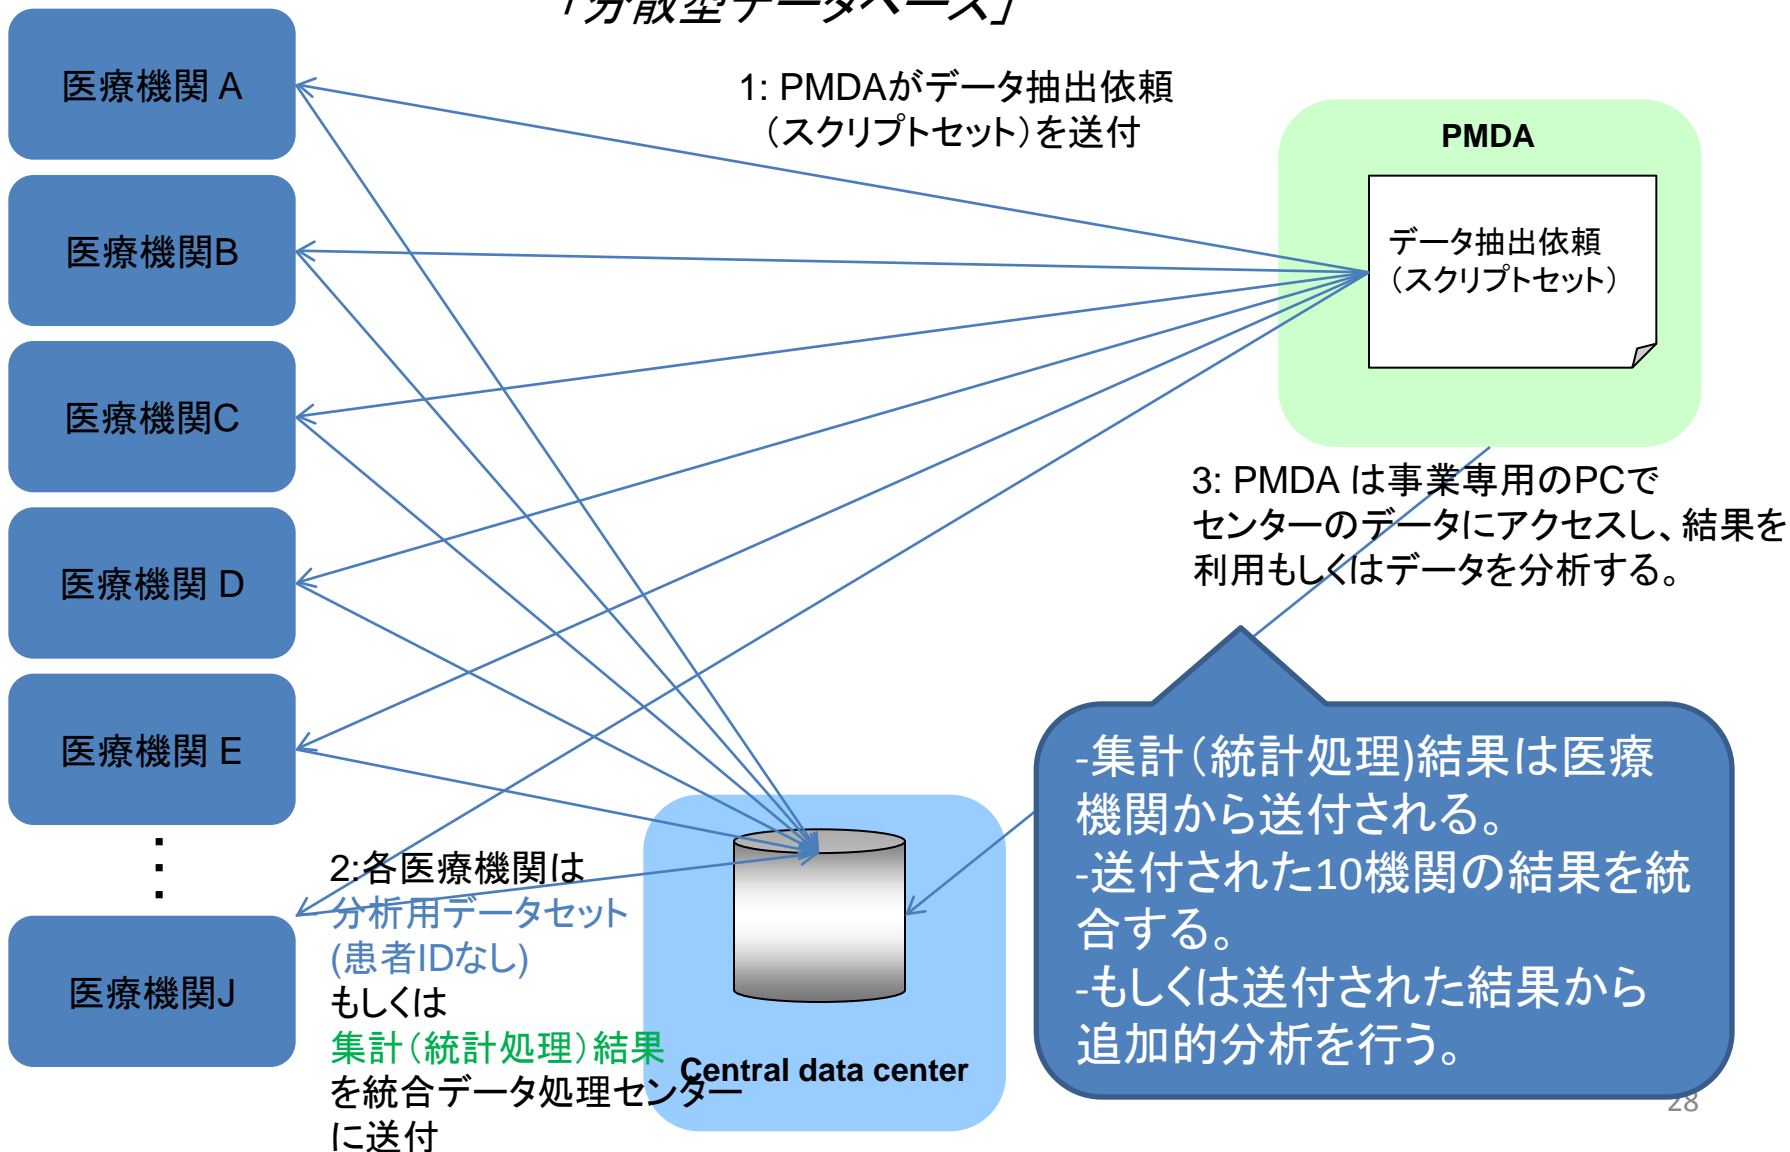 「分散型データベース」
医療機関 A
医療機関B
医療機関C
医療機関 D
医療機関 E
・
・
・
医療機関J
1: PMDAがデータ抽出依頼
（スクリプトセット）を送付
PMDA
データ抽出依頼
（スクリプトセット）
3: PMDA は事業専用のPCで
センターのデータにアクセスし、結果を
利用もしくはデータを分析する。
2:各医療機関は
分析用データセット
(患者IDなし)
もしくは
集計（統計処理）結果
を統合データ処理センター
に送付
Central data center
-集計（統計処理)結果は医療
機関から送付される。
-送付された10機関の結果を統
合する。
-もしくは送付された結果から
追加的分析を行う。
28